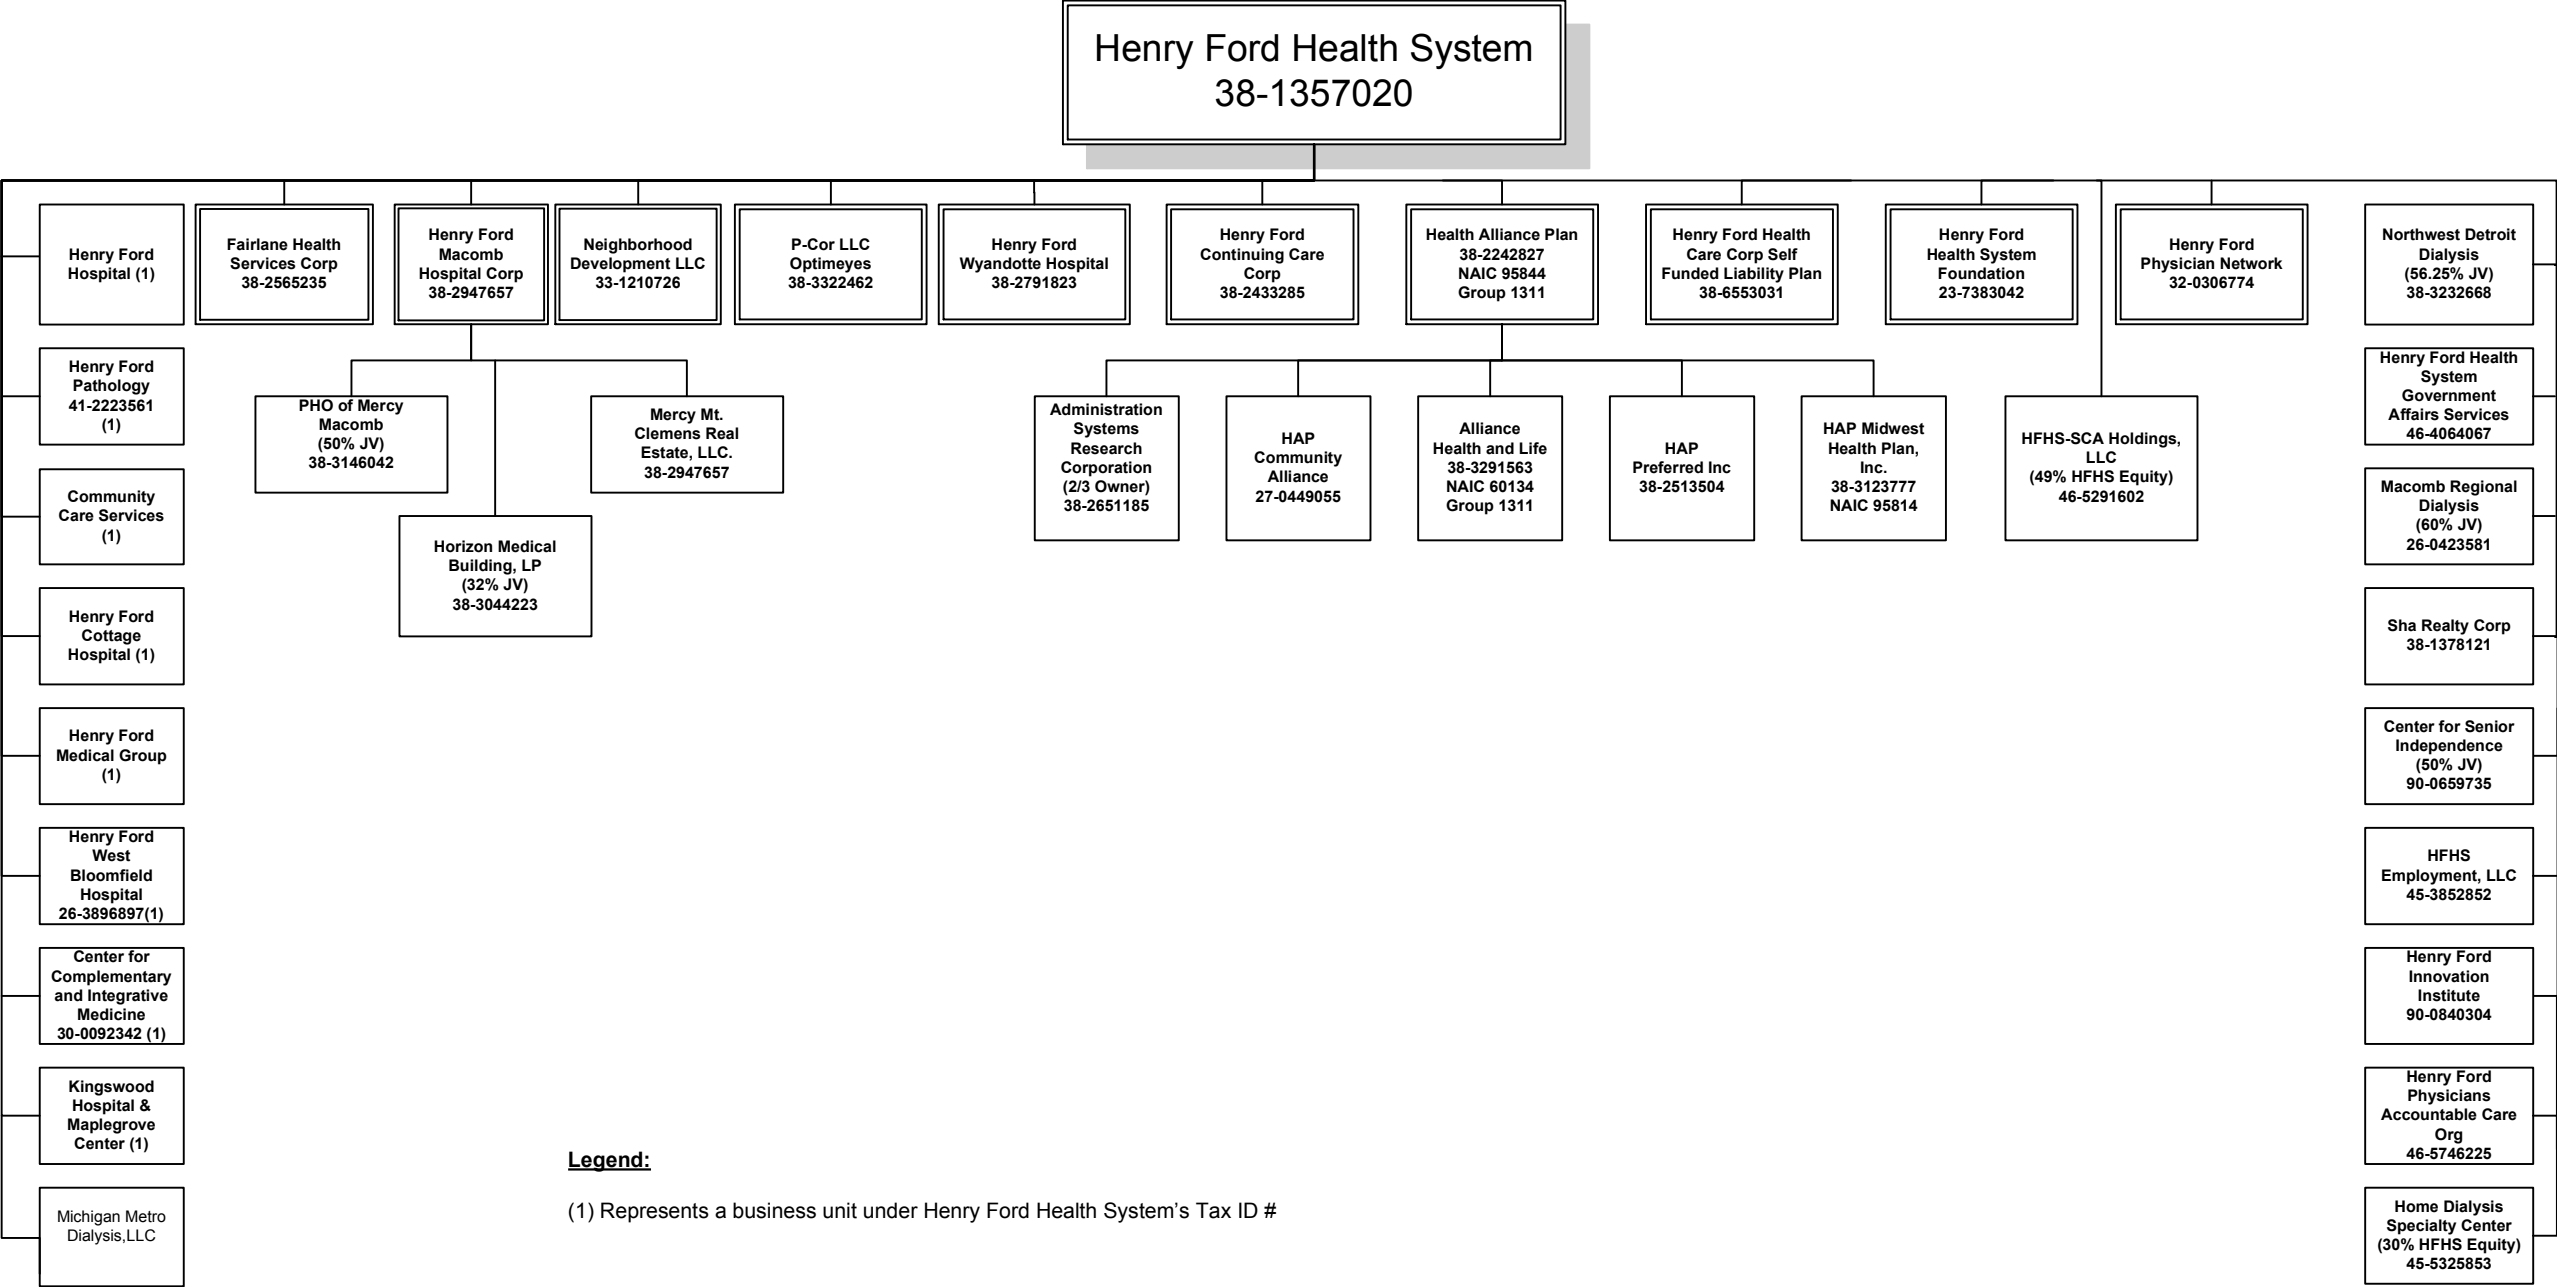 Henry Ford Health System
38-1357020
Henry Ford
Hospital (1)
Fairlane Health
Services Corp
38-2565235
Henry Ford
Macomb
Hospital Corp
38-2947657
Neighborhood
Development LLC
33-1210726
P-Cor LLC
Optimeyes
38-3322462
Henry Ford
Wyandotte Hospital
38-2791823
Henry Ford
Continuing Care
Corp
38-2433285
Health Alliance Plan
38-2242827
NAIC 95844
Group 1311
Henry Ford Health
Care Corp Self
Funded Liability Plan
38-6553031
Henry Ford
Health System
Foundation
23-7383042
Henry Ford
Physician Network
32-0306774
Northwest Detroit
Dialysis
(56.25% JV)
38-3232668
Henry Ford
Pathology
41-2223561
(1)
PHO of Mercy
Macomb
(50% JV)
38-3146042
Mercy Mt.
Clemens Real
Estate, LLC.
38-2947657
Administration
Systems
Research
Corporation
(2/3 Owner)
38-2651185
HAP
Community
Alliance
27-0449055
Alliance
Health and Life
38-3291563
NAIC 60134
Group 1311
HAP
Preferred Inc
38-2513504
HAP Midwest
Health Plan,
Inc.
38-3123777
NAIC 95814
HFHS-SCA Holdings,
LLC
(49% HFHS Equity)
46-5291602
Henry Ford Health
System
Government
Affairs Services
46-4064067
Community
Care Services
(1)
Horizon Medical
Building, LP
(32% JV)
38-3044223
Macomb Regional
Dialysis
(60% JV)
26-0423581
Henry Ford
Cottage
Hospital (1)
Sha Realty Corp
38-1378121
Henry Ford
Medical Group
(1)
Center for Senior
Independence
(50% JV)
90-0659735
Henry Ford
West
Bloomfield
Hospital
26-3896897(1)
HFHS
Employment, LLC
45-3852852
Center for
Complementary
and Integrative
Medicine
30-0092342 (1)
Henry Ford
Innovation
Institute
90-0840304
Kingswood
Hospital &
Maplegrove
Center (1)
Henry Ford
Physicians
Accountable Care
Org
46-5746225
Michigan Metro
Dialysis,LLC
Home Dialysis
Specialty Center
(30% HFHS Equity)
45-5325853
Legend:
(1) Represents a business unit under Henry Ford Health System's Tax ID #